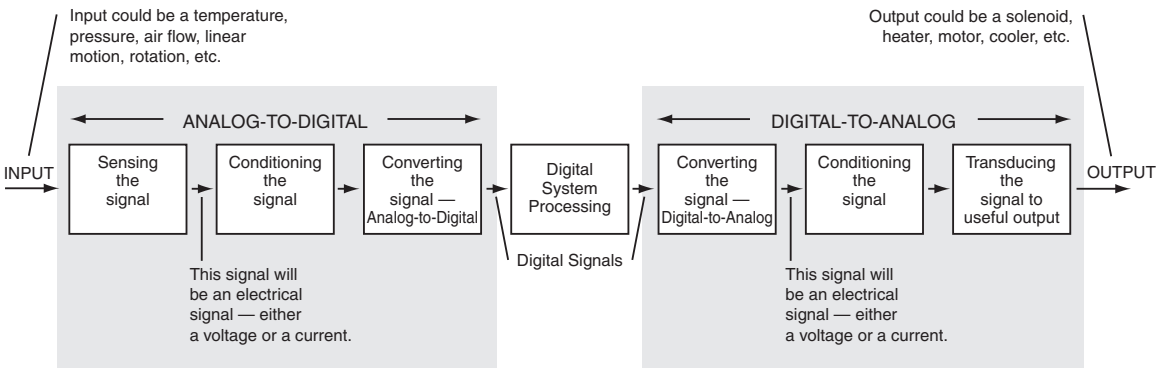 Input could be a temperature,
pressure, air flow, linear
motion, rotation, etc.
Output could be a solenoid,
heater, motor, cooler, etc.
ANALOG-TO-DIGITAL
DIGITAL-TO-ANALOG
INPUT
Sensing
the
signal
Conditioning
the
signal
Converting
the
signal —
Analog-to-Digital
Digital
System
Processing
Converting
the
signal —
Digital-to-Analog
Conditioning
the
signal
Transducing
the
signal to
useful output
OUTPUT
Digital Signals
This signal will
be an electrical
signal — either
a voltage or a current.
This signal will
be an electrical
signal — either
a voltage or a current.